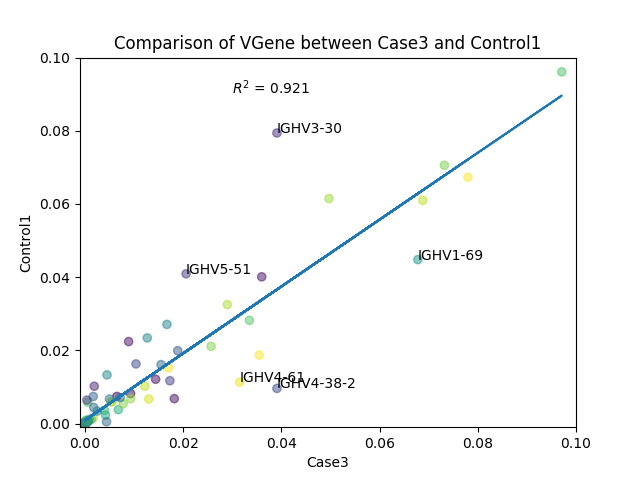 Comparison of VGene between Case3 and Control1
0.10
R² = 0.921
IGHV3-30
0.08
0.06
IGHV1-69
IGHV5-51
0.04
0.02
IGHV4-61
IGHV4-38-2
0.00
0.00 0.02 0.04 0.06 0.08 0.10
Control1
Case3